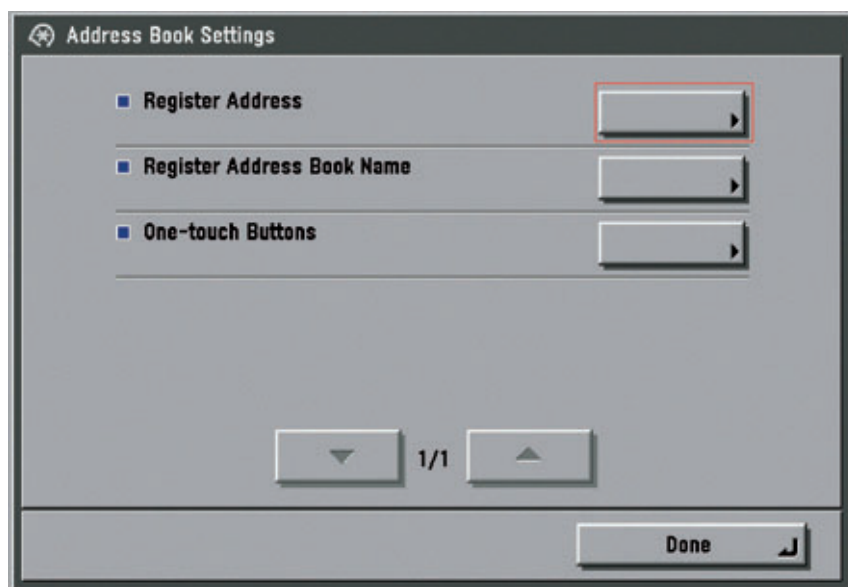 Address Book Settings
Register Address
Register Address Book Name
One-touch Buttons
1/1
Done